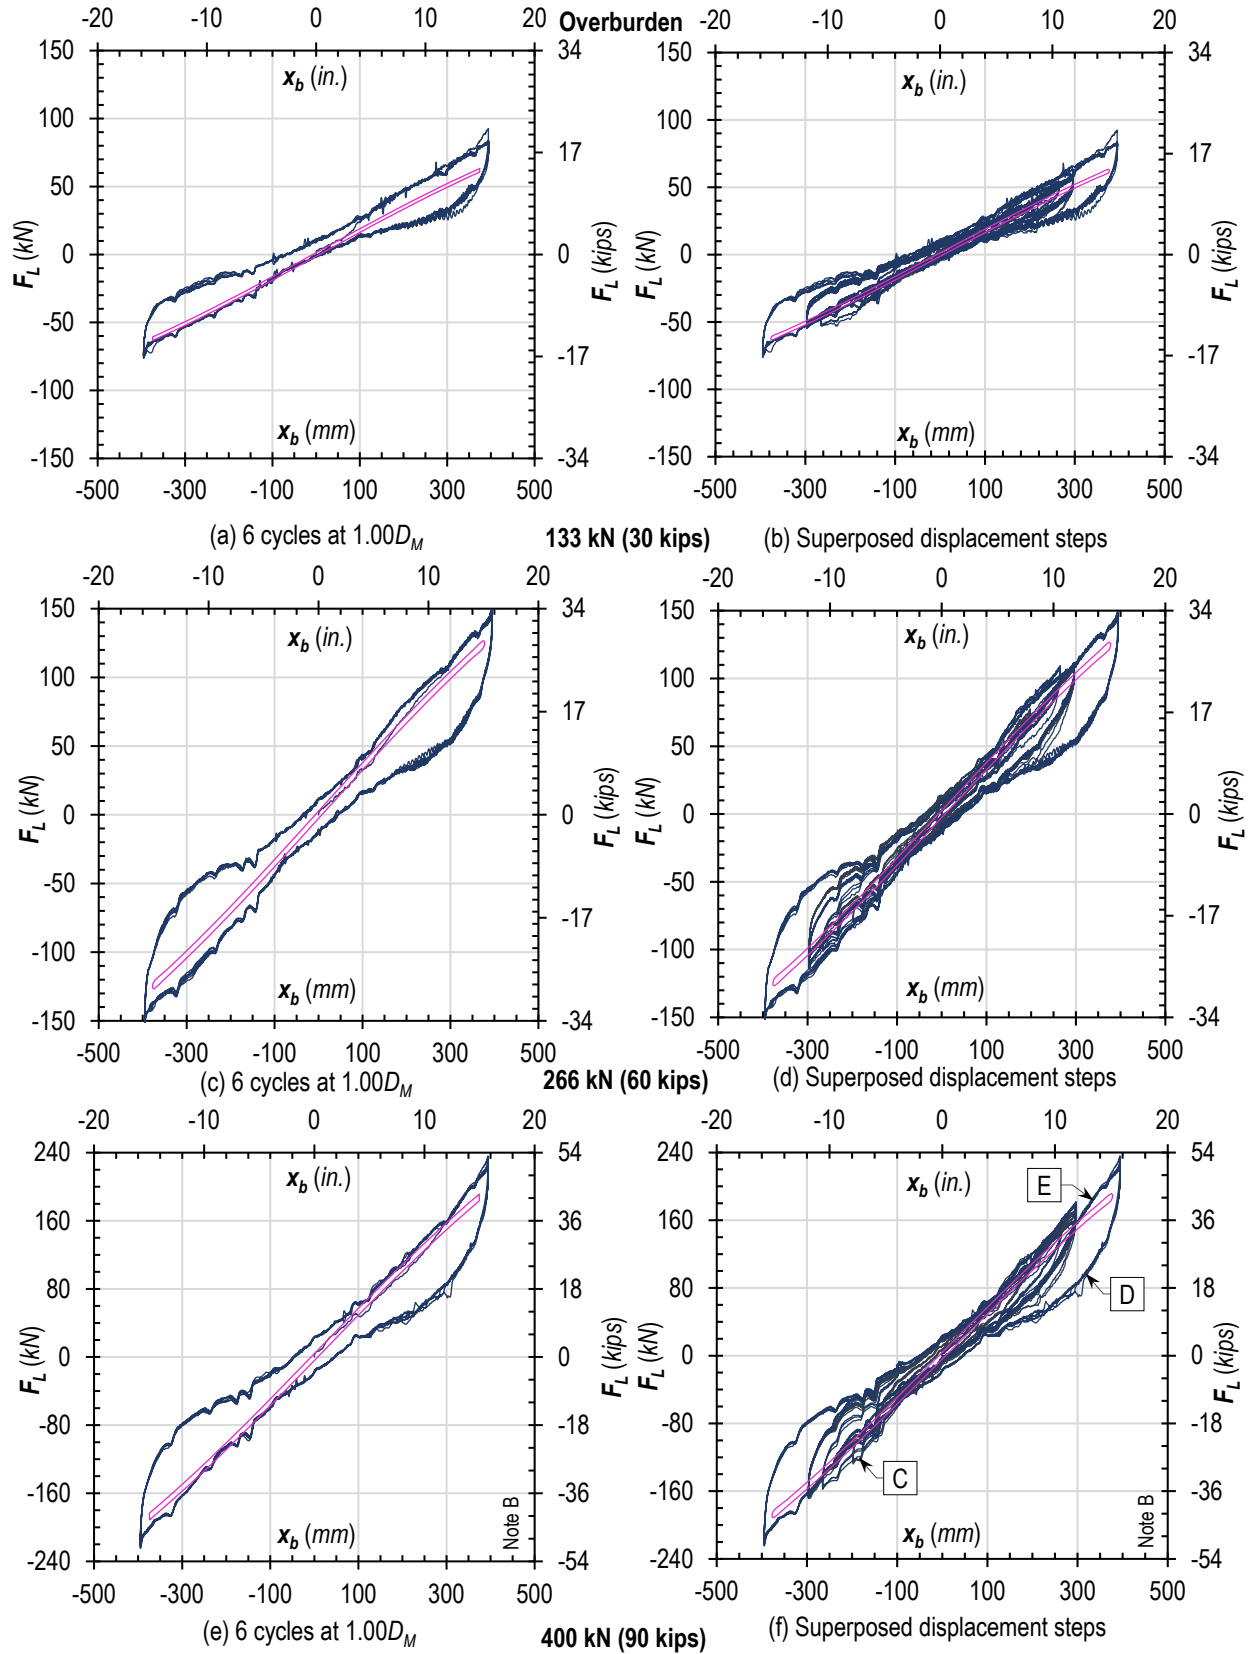 -20 -10 0 10 20 Overburden -20 -10 0 10 20
x_b (in.) x_b (in.)
150 34 150 34
100 100
17 17
50 50
F_L (kN) 0 0 F_L (kips) F_L (kN) 0 0 F_L (kips)
-50 -50
-17 -17
-100 -100
x_b (mm) x_b (mm)
-150 -34 -150 -34
-500 -300 -100 100 300 500 -500 -300 -100 100 300 500
(a) 6 cycles at 1.00D_M 133 kN (30 kips) (b) Superposed displacement steps
-20 -10 0 10 20 -20 -10 0 10 20
150 34 150 34
x_b (in.) x_b (in.)
100 100
17 17
50 50
F_L (kN) 0 0 F_L (kips) F_L (kN) 0 0 F_L (kips)
-50 -50
-17 -17
-100 -100
x_b (mm) x_b (mm)
-150 -34 -150 -34
-500 -300 -100 100 300 500 -500 -300 -100 100 300 500
(c) 6 cycles at 1.00D_M 266 kN (60 kips) (d) Superposed displacement steps
-20 -10 0 10 20 -20 -10 0 10 20
240 54 240 54
x_b (in.) x_b (in.)
E
160 36 160 36
80 18 80 18
D
F_L (kN) 0 0 F_L (kips) F_L (kN) 0 0 F_L (kips)
-80 -18 -80 -18
C
-160 -36 -160 -36
Note B Note B
x_b (mm) x_b (mm)
-240 -54 -240 -54
-500 -300 -100 100 300 500 -500 -300 -100 100 300 500
(e) 6 cycles at 1.00D_M 400 kN (90 kips) (f) Superposed displacement steps